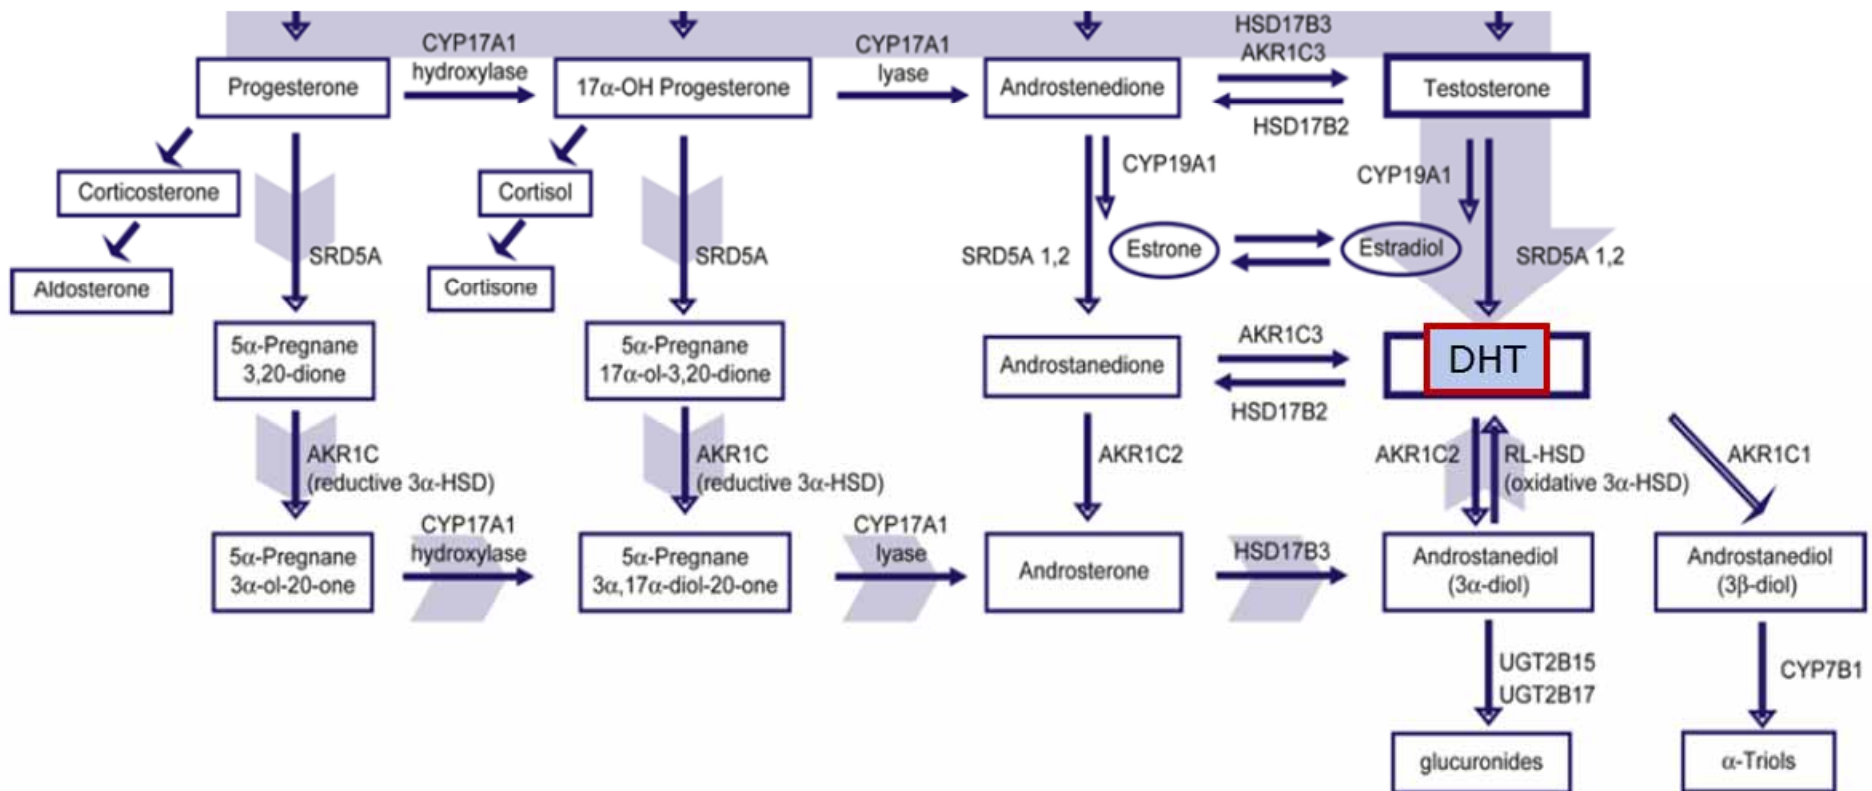 HSD17B3
AKR1C3
CYP17A1
hydroxylase
CYP17A1
lyase
Progesterone
17α-OH Progesterone
Androstenedione
Testosterone
HSD17B2
CYP19A1
CYP19A1
Corticosterone
Cortisol
SRD5A
SRD5A
SRD5A 1,2
Estrone
Estradiol
SRD5A 1,2
Aldosterone
Cortisone
5α-Pregnane
3,20-dione
5α-Pregnane
17α-ol-3,20-dione
Androstanedione
AKR1C3
HSD17B2
DHT
AKR1C
(reductive 3α-HSD)
AKR1C
(reductive 3α-HSD)
AKR1C2
AKR1C2
RL-HSD
(oxidative 3α-HSD)
AKR1C1
CYP17A1
hydroxylase
CYP17A1
lyase
HSD17B3
5α-Pregnane
3α-ol-20-one
5α-Pregnane
3α,17α-diol-20-one
Androsterone
Androstanediol
(3α-diol)
Androstanediol
(3β-diol)
UGT2B15
UGT2B17
CYP7B1
glucuronides
α-Triols